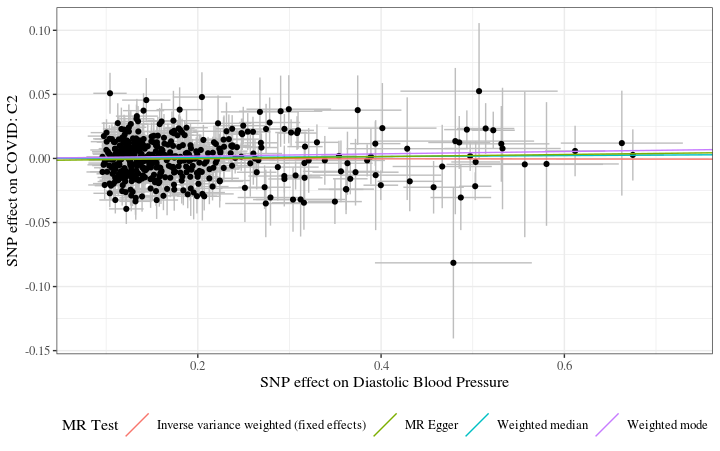 SNP effect on COVID: C2
0.10
0.05
0.00
-0.05
-0.10
-0.15
0.2 0.4 0.6
SNP effect on Diastolic Blood Pressure
MR Test Inverse variance weighted (fixed effects) MR Egger Weighted median Weighted mode